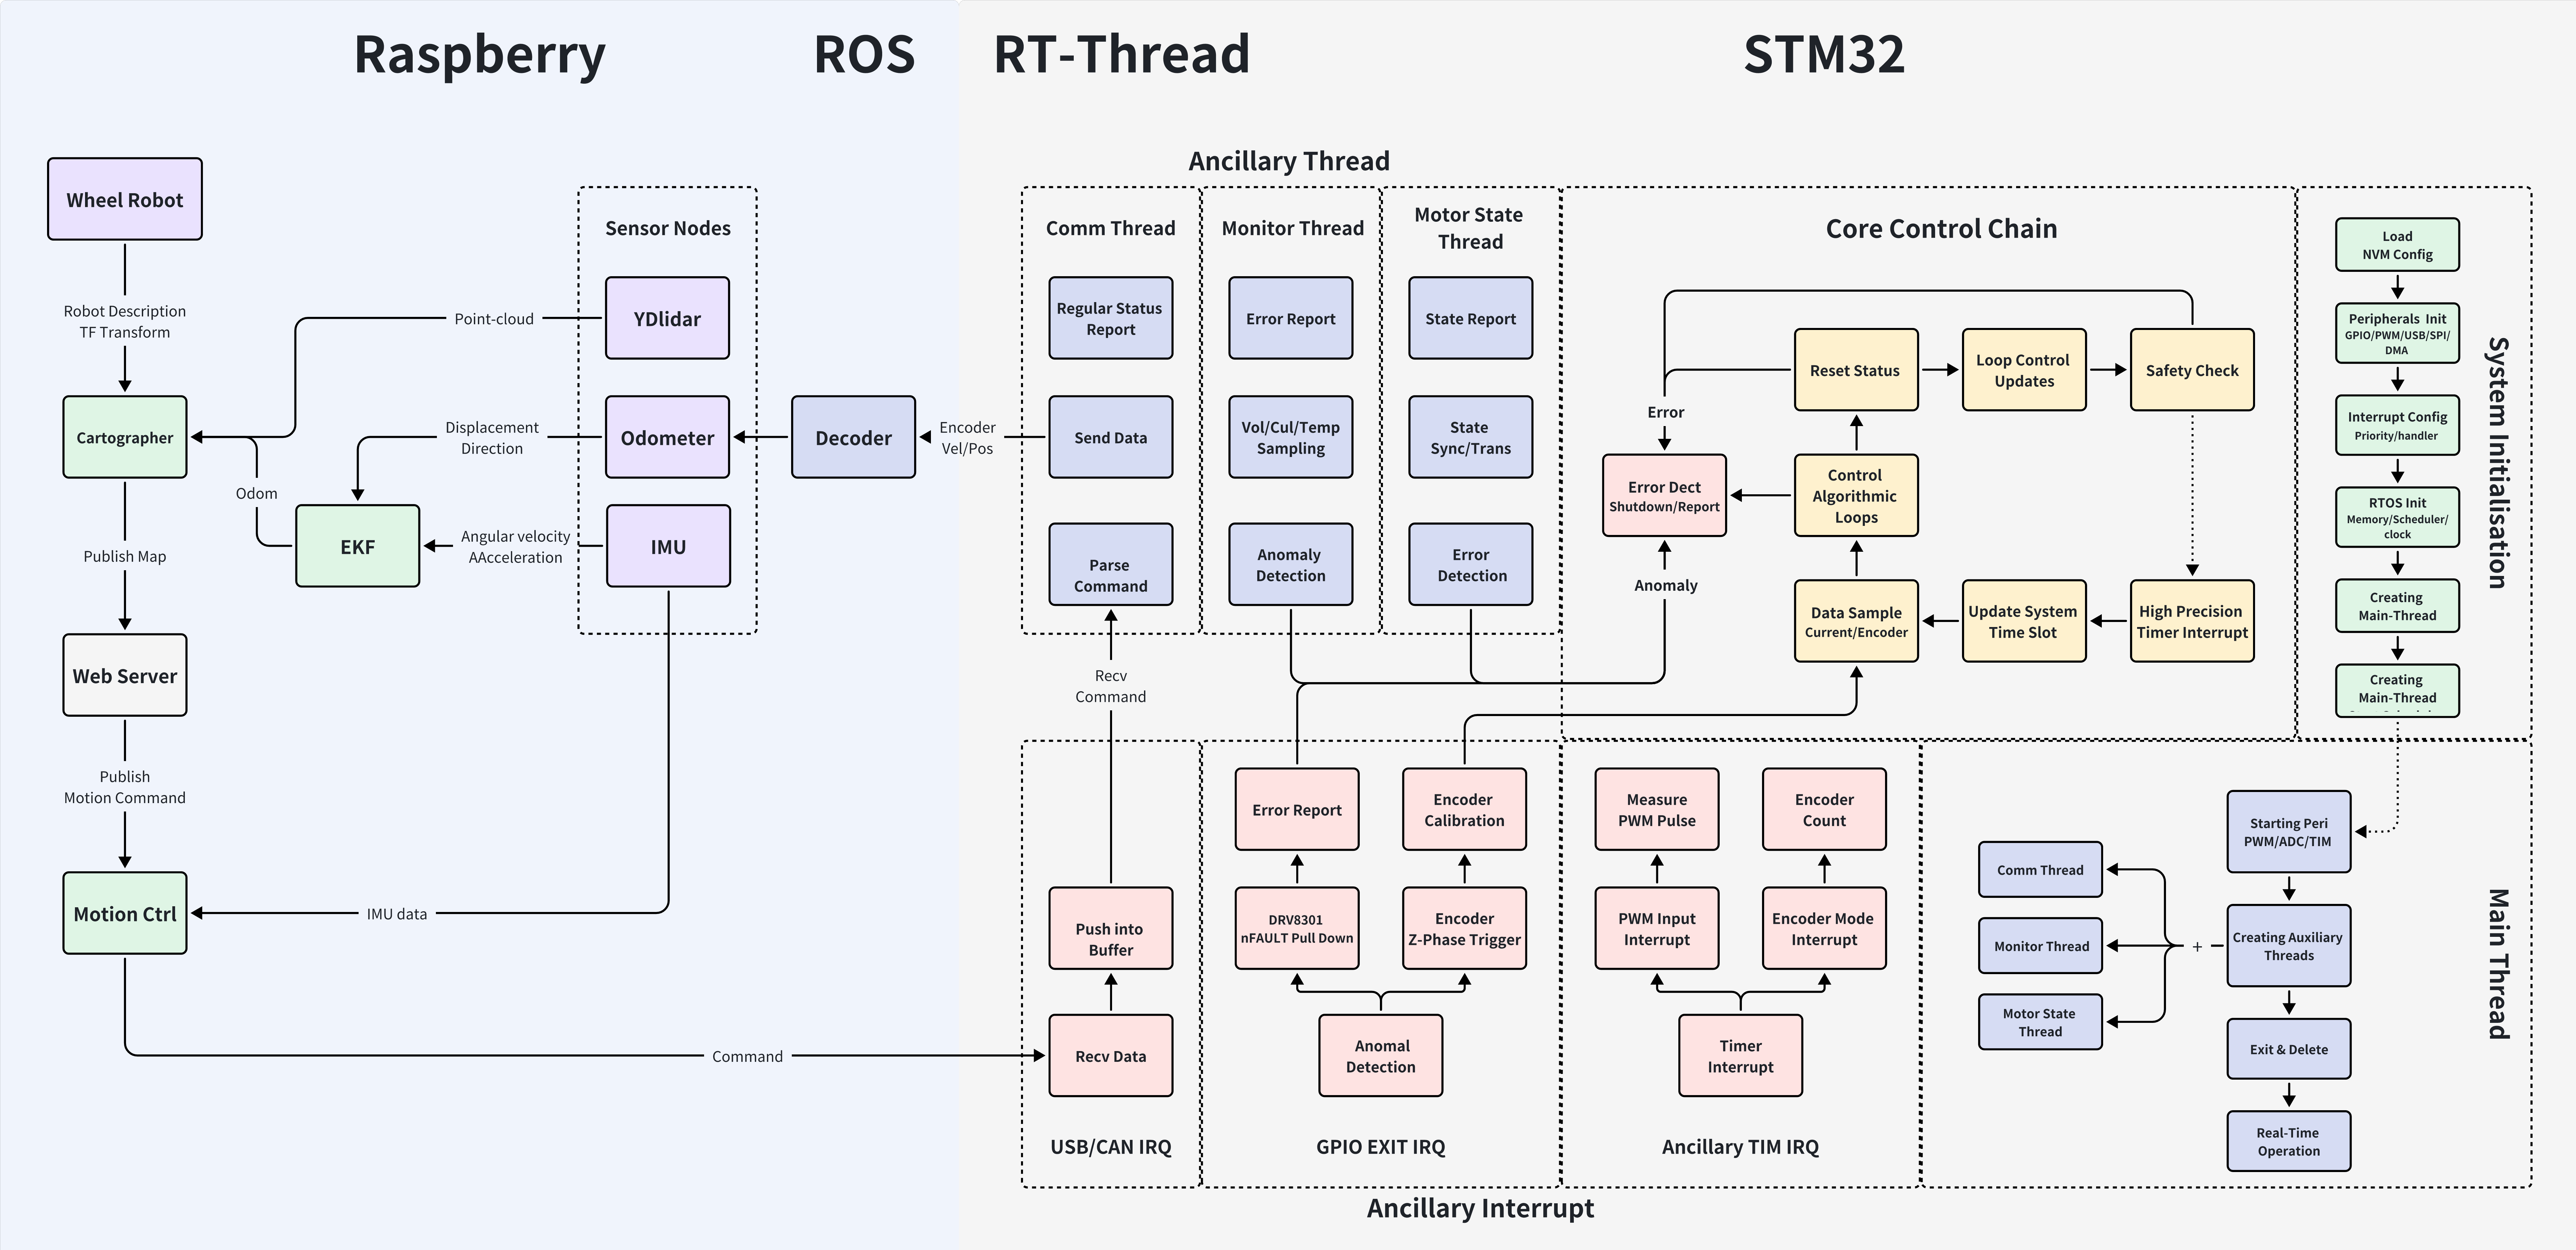 Raspberry
ROS
RT-Thread
STM32
Wheel Robot
Robot Description
TF Transform
Cartographer
Publish Map
Web Server
Publish
Motion Command
Motion Ctrl
Point-cloud
Displacement
Direction
Odom
EKF
Angular velocity
AAcceleration
IMU data
Command
Sensor Nodes
YDlidar
Odometer
IMU
Decoder
Encoder
Vel/Pos
Ancillary Thread
Comm Thread
Regular Status
Report
Send Data
Parse
Command
Recv
Command
Monitor Thread
Error Report
Vol/Cul/Temp
Sampling
Anomaly
Detection
Motor State
Thread
State Report
State
Sync/Trans
Error
Detection
Core Control Chain
Error
Error Dect
Shutdown/Report
Anomaly
Reset Status
Loop Control
Updates
Safety Check
Control
Algorithmic
Loops
Data Sample
Current/Encoder
Update System
Time Slot
High Precision
Timer Interrupt
Load
NVM Config
Peripherals Init
GPIO/PWM/USB/SPI/
DMA
Interrupt Config
Priority/handler
RTOS Init
Memory/Scheduler/
clock
Creating
Main-Thread
Creating
Main-Thread
System Initialisation
Push into
Buffer
Recv Data
USB/CAN IRQ
Error Report
Encoder
Calibration
DRV8301
nFAULT Pull Down
Encoder
Z-Phase Trigger
Anomal
Detection
GPIO EXIT IRQ
Measure
PWM Pulse
Encoder
Count
PWM Input
Interrupt
Encoder Mode
Interrupt
Timer
Interrupt
Ancillary TIM IRQ
Ancillary Interrupt
Starting Peri
PWM/ADC/TIM
Comm Thread
Monitor Thread
Motor State
Thread
+
Creating Auxiliary
Threads
Exit & Delete
Real-Time
Operation
Main Thread